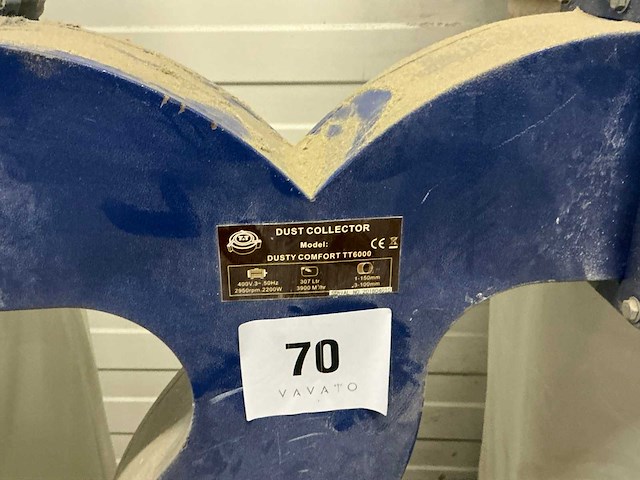 DUST COLLECTOR
Model:
CE
DUSTY COMFORT TT6000
400V.3~.50Hz
2950rpm.2200W
307 Ltr
3900 M³/hr
1-150mm
3-100mm
70
VAVATO